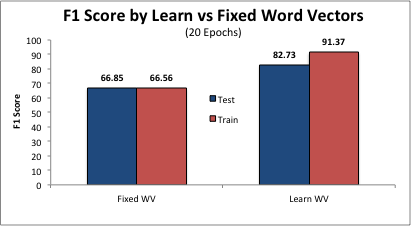 F1 Score by Learn vs Fixed Word Vectors
(20 Epochs)
F1 Score
100
90
80
70
60
50
40
30
20
10
0
66.85
66.56
82.73
91.37
Test
Train
Fixed WV
Learn WV